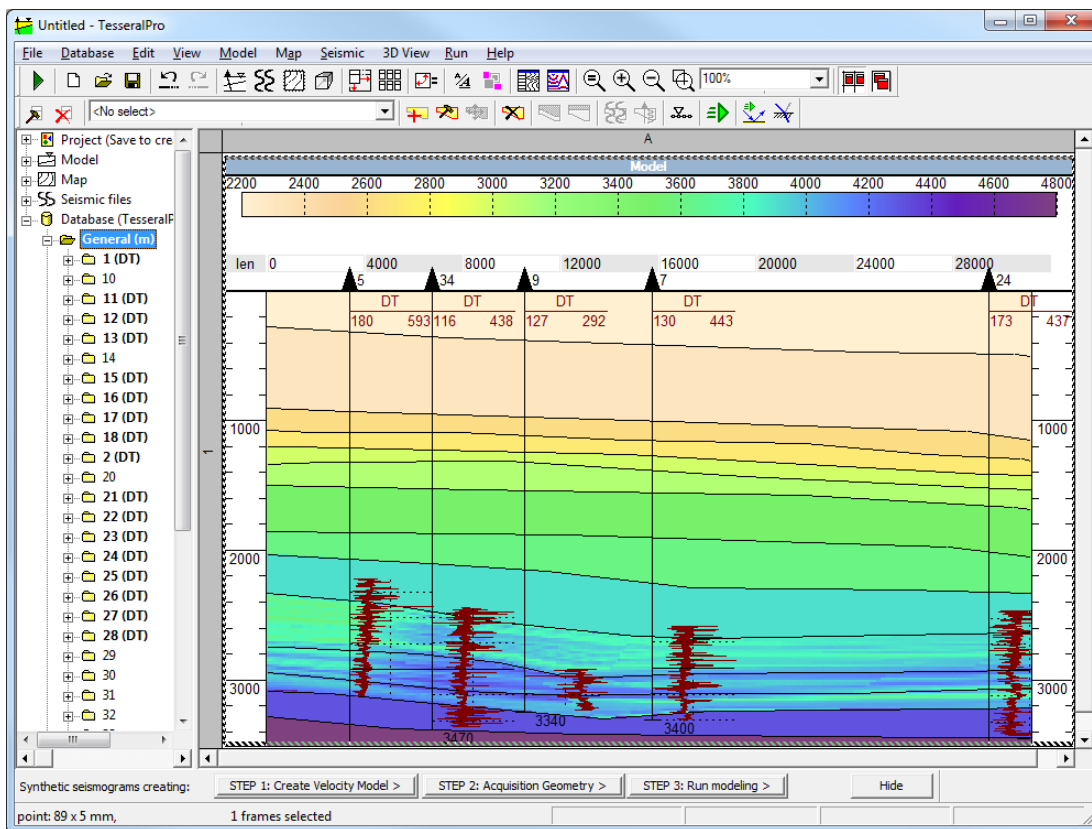 Untitled - TesseralPro
File Database Edit View Model Map Seismic 3D View Run Help
100%
<No select>
Project (Save to cre
Model
Map
Seismic files
Database (TesseralP
General (m)
1 (DT)
10
11 (DT)
12 (DT)
13 (DT)
14
15 (DT)
16 (DT)
17 (DT)
18 (DT)
2 (DT)
20
21 (DT)
22 (DT)
23 (DT)
24 (DT)
25 (DT)
26 (DT)
27 (DT)
28 (DT)
29
30
31
32
A
1
Model
2200 2400 2600 2800 3000 3200 3400 3600 3800 4000 4200 4400 4600 4800
len 0 4000 8000 12000 16000 20000 24000 28000
5 34 9 7 24
DT DT DT DT DT
180 593 116 438 127 292 130 443 173 437
1000 1000
2000 2000
3000 3000
3340
3400
3470
Synthetic seismograms creating: STEP 1: Create Velocity Model > STEP 2: Acquisition Geometry > STEP 3: Run modeling > Hide
point: 89 x 5 mm, 1 frames selected